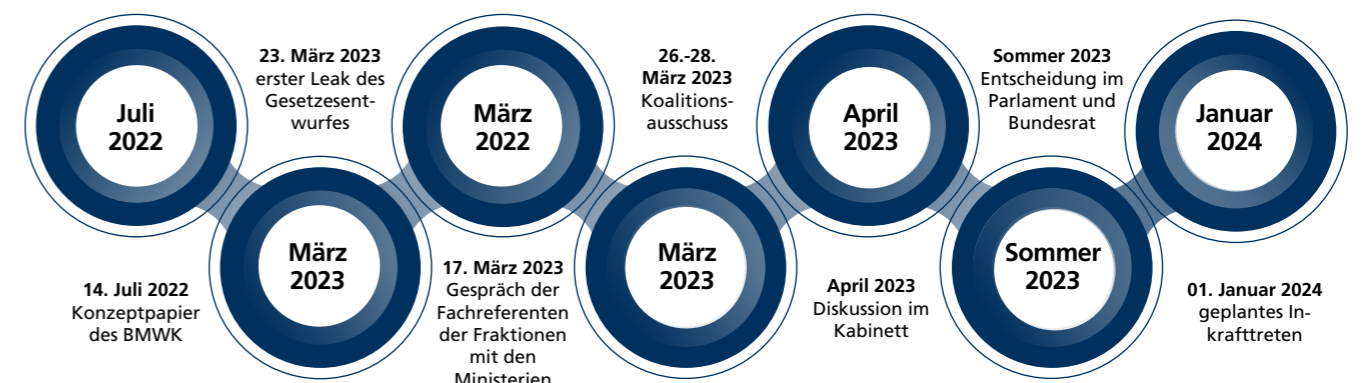 Juli
2022
14. Juli 2022
Konzeptpapier
des BMWK
23. März 2023
erster Leak des
Gesetzesent-
wurfes
März
2023
März
2022
17. März 2023
Gespräch der
Fachreferenten
der Fraktionen
mit den
Ministerien
26.-28.
März 2023
Koalitions-
ausschuss
März
2023
April
2023
April 2023
Diskussion im
Kabinett
Sommer 2023
Entscheidung im
Parlament und
Bundesrat
Sommer
2023
Januar
2024
01. Januar 2024
geplantes In-
krafttreten